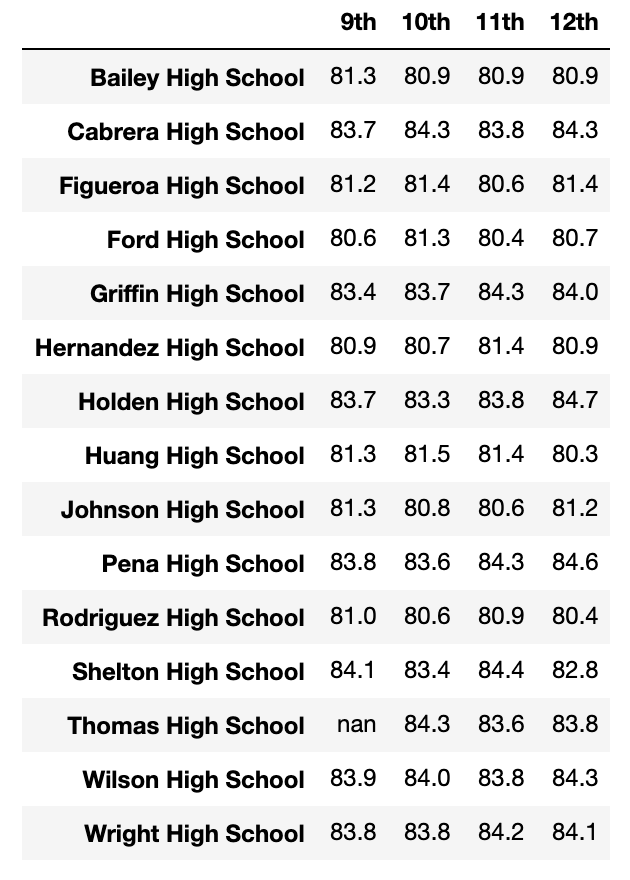 9th 10th 11th 12th
Bailey High School 81.3 80.9 80.9 80.9
Cabrera High School 83.7 84.3 83.8 84.3
Figueroa High School 81.2 81.4 80.6 81.4
Ford High School 80.6 81.3 80.4 80.7
Griffin High School 83.4 83.7 84.3 84.0
Hernandez High School 80.9 80.7 81.4 80.9
Holden High School 83.7 83.3 83.8 84.7
Huang High School 81.3 81.5 81.4 80.3
Johnson High School 81.3 80.8 80.6 81.2
Pena High School 83.8 83.6 84.3 84.6
Rodriguez High School 81.0 80.6 80.9 80.4
Shelton High School 84.1 83.4 84.4 82.8
Thomas High School nan 84.3 83.6 83.8
Wilson High School 83.9 84.0 83.8 84.3
Wright High School 83.8 83.8 84.2 84.1